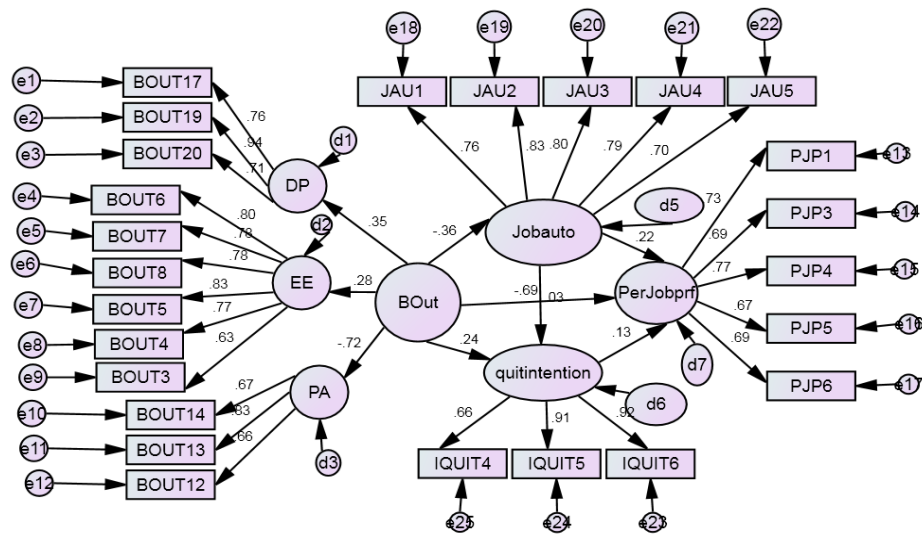 e18 e19 e20 e21 e22
JAU1 JAU2 JAU3 JAU4 JAU5
e1 BOUT17
e2 BOUT19
e3 BOUT20
.76 .94 .71
d1
DP
.76 .83 .80 .79 .70
e4 BOUT6
e5 BOUT7
e6 BOUT8
e7 BOUT5
e8 BOUT4
e9 BOUT3
.80 .78 .78 .83 .77 .63
d2
EE
.35
.28
BOut
-.36
Jobauto
d5
.22
-.69 .03
PerJobprf
d7
.73 .69 .77 .67 .69
PJP1 e13
PJP3 e14
PJP4 e15
PJP5 e16
PJP6 e17
-.72
.24
.13
quitintention
d6
PA
d3
.67 .83 .66
e10 BOUT14
e11 BOUT13
e12 BOUT12
.66 .91 .92
IQUIT4 IQUIT5 IQUIT6
e25 e24 e23